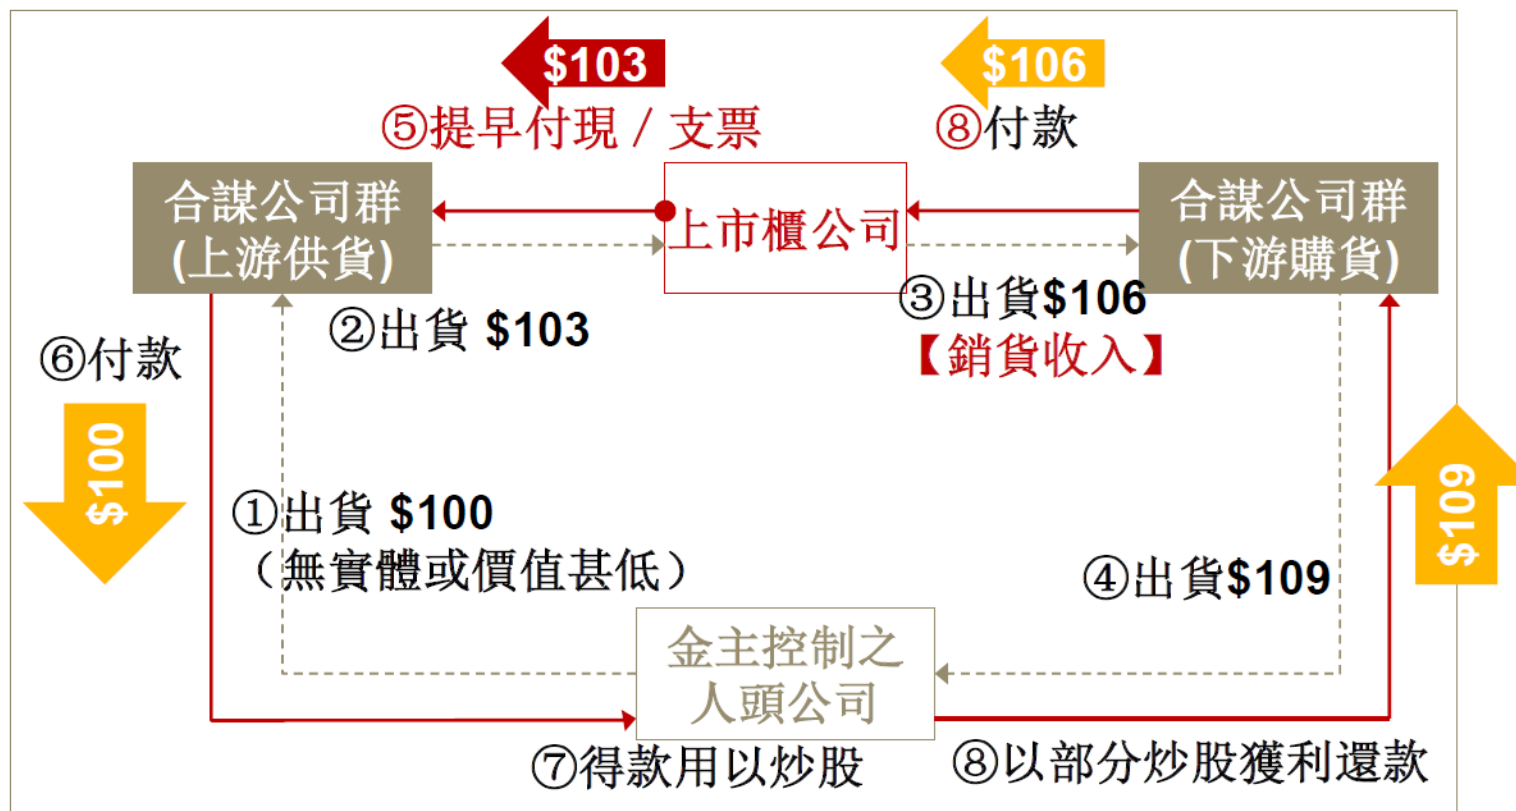 $103
$106
⑤提早付現／支票
⑧付款
合謀公司群
(上游供貨)
上市櫃公司
合謀公司群
(下游購貨)
②出貨 $103
③出貨$106
【銷貨收入】
⑥付款
$100
①出貨 $100
（無實體或價值甚低）
$109
④出貨$109
金主控制之
人頭公司
⑦得款用以炒股
⑧以部分炒股獲利還款